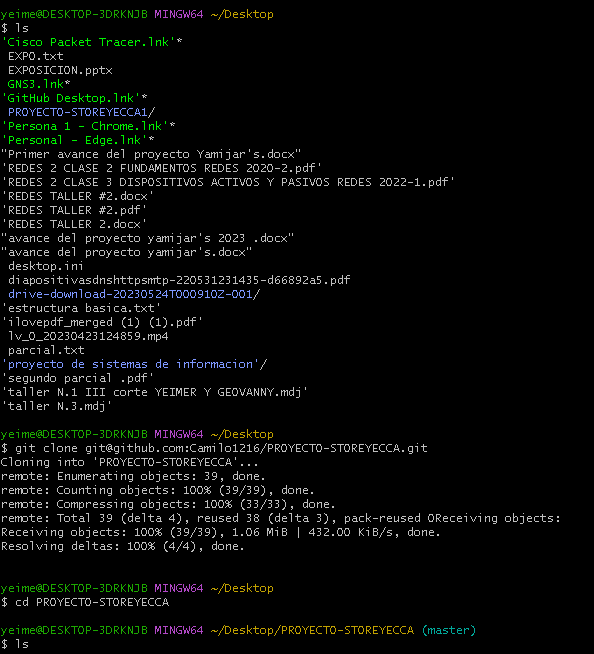 yeime@DESKTOP-3DRKNJB MINGW64 ~/Desktop
$ ls
'Cisco Packet Tracer.lnk'*
EXPO.txt
EXPOSICION.pptx
GNS3.lnk*
'GitHub Desktop.lnk'*
PROYECTO-STOREYECCA1/
'Persona 1 - Chrome.lnk'*
'Personal - Edge.lnk'*
"Primer avance del proyecto Yamijar's.docx"
'REDES 2 CLASE 2 FUNDAMENTOS REDES 2020-2.pdf'
'REDES 2 CLASE 3 DISPOSITIVOS ACTIVOS Y PASIVOS REDES 2022-1.pdf'
'REDES TALLER #2.docx'
'REDES TALLER #2.pdf'
'REDES TALLER 2.docx'
"avance del proyecto yamijar's 2023 .docx"
"avance del proyecto yamijar's.docx"
desktop.ini
diapositivasdnshttpsmtp-220531231435-d66892a5.pdf
drive-download-20230524T000910Z-001/
'estructura basica.txt'
'ilovepdf_merged (1) (1).pdf'
lv_0_20230423124859.mp4
parcial.txt
'proyecto de sistemas de informacion'/
'segundo parcial .pdf'
'taller N.1 III corte YEIMER Y GEOVANNY.mdj'
'taller N.3.mdj'
yeime@DESKTOP-3DRKNJB MINGW64 ~/Desktop
$ git clone git@github.com:Camilo1216/PROYECTO-STOREYECCA.git
Cloning into 'PROYECTO-STOREYECCA'...
remote: Enumerating objects: 39, done.
remote: Counting objects: 100% (39/39), done.
remote: Compressing objects: 100% (33/33), done.
remote: Total 39 (delta 4), reused 38 (delta 3), pack-reused 0Receiving objects:
Receiving objects: 100% (39/39), 1.06 MiB | 432.00 KiB/s, done.
Resolving deltas: 100% (4/4), done.
yeime@DESKTOP-3DRKNJB MINGW64 ~/Desktop
$ cd PROYECTO-STOREYECCA
yeime@DESKTOP-3DRKNJB MINGW64 ~/Desktop/PROYECTO-STOREYECCA (master)
$ ls